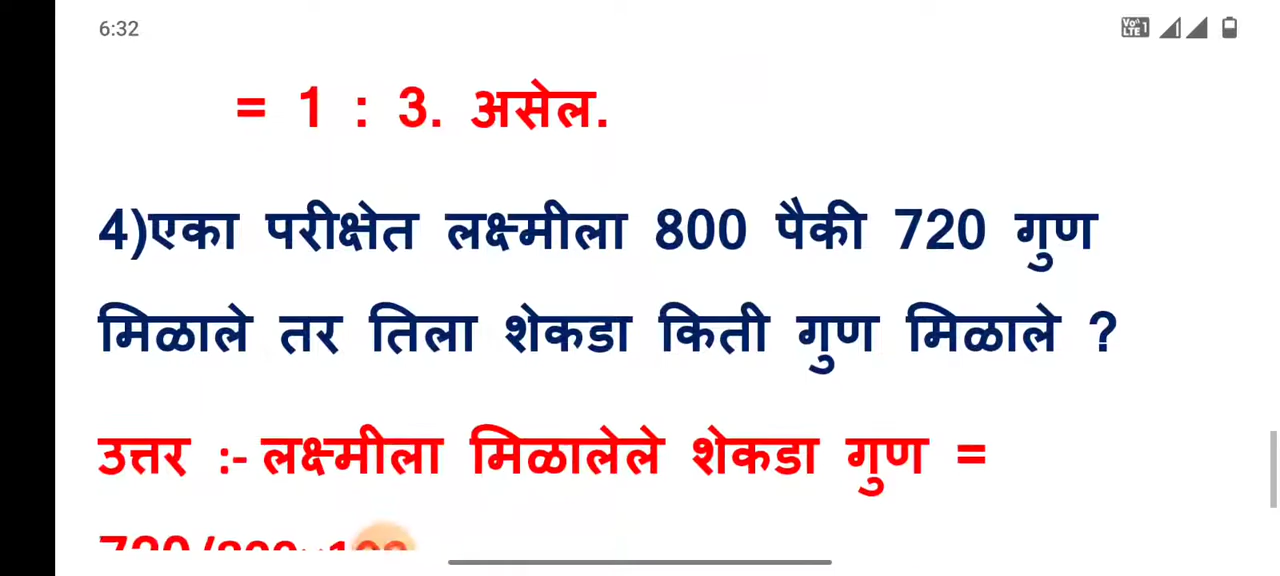 6:32
= 1 : 3. असेल.
4)एका परीक्षेत लक्ष्मीला 800 पैकी 720 गुण
मिळाले तर तिला शेकडा किती गुण मिळाले ?
उत्तर :- लक्ष्मीला मिळालेले शेकडा गुण =